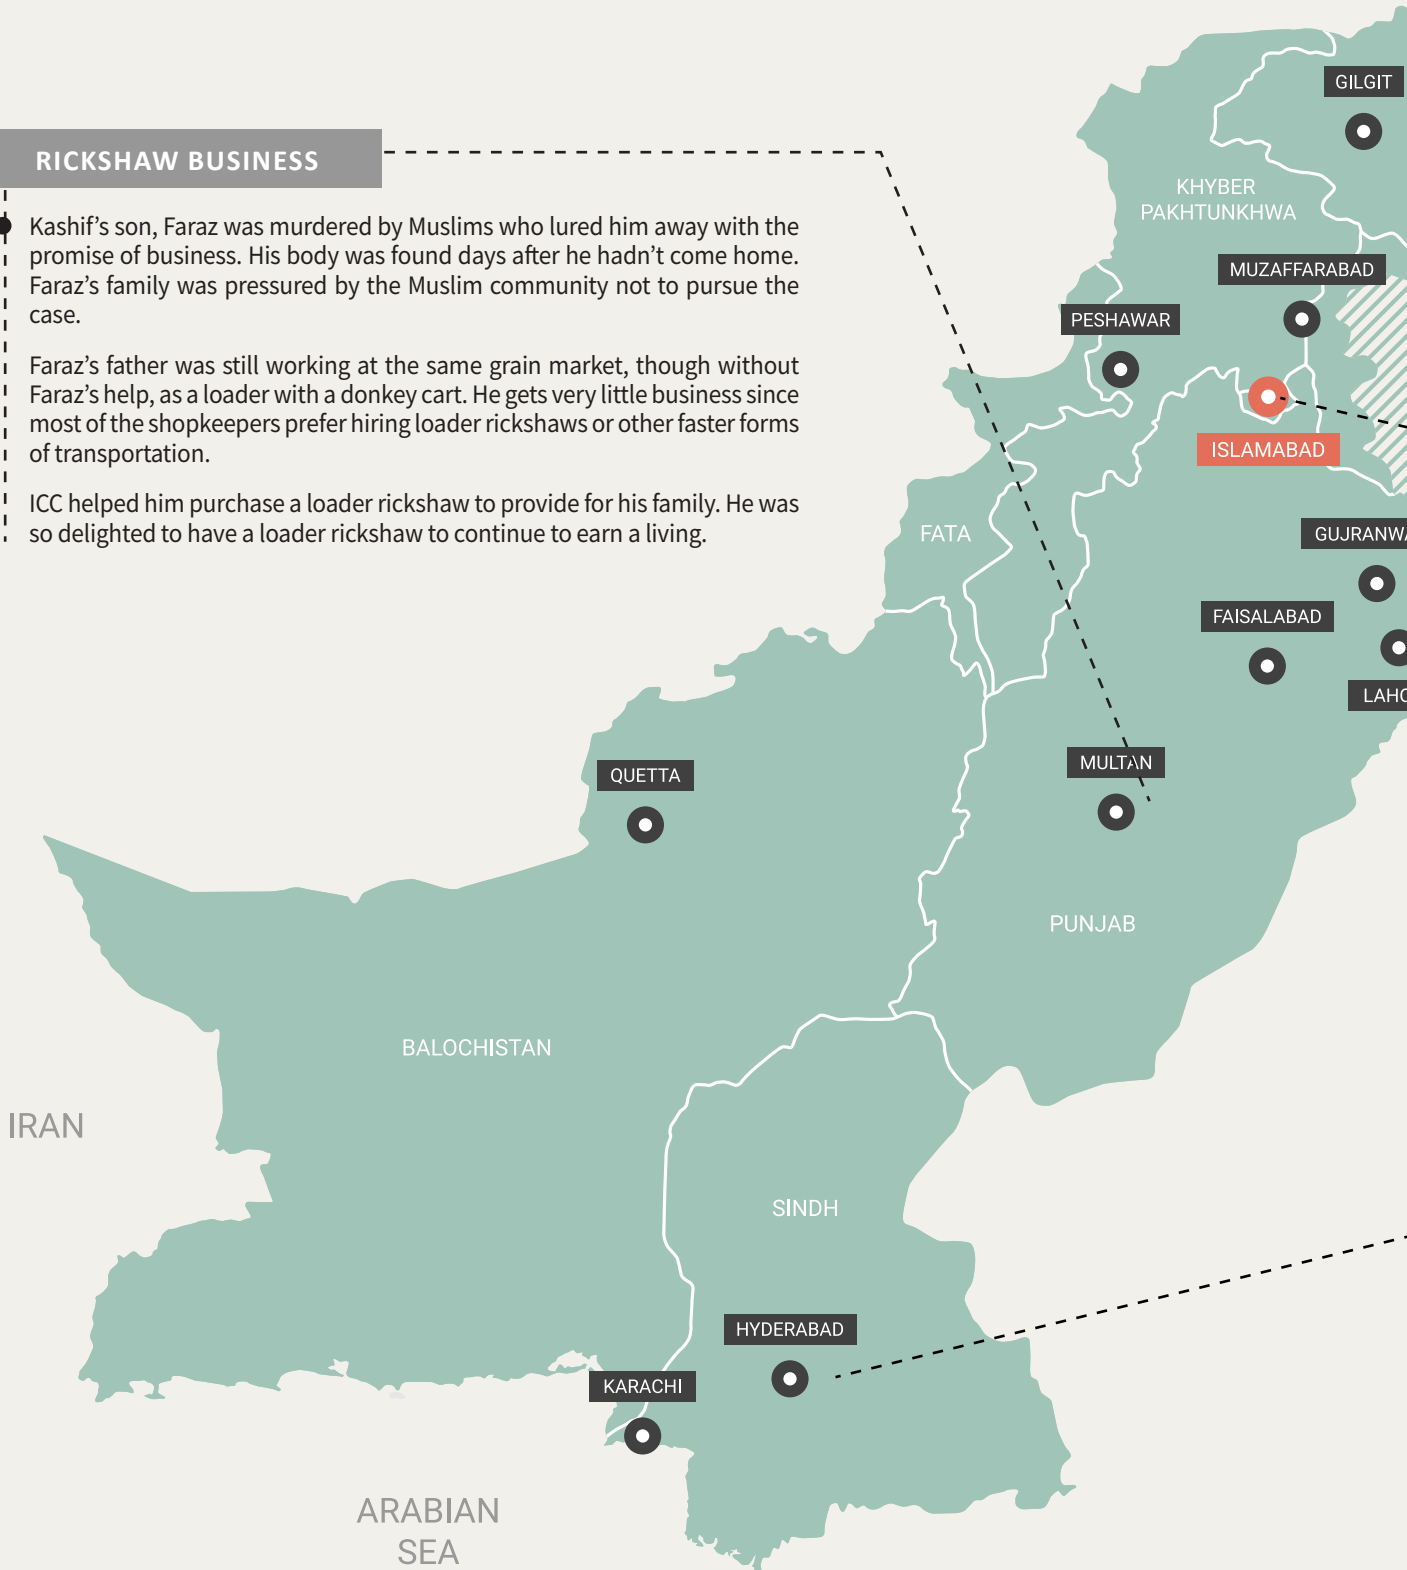 RICKSHAW BUSINESS
Kashif’s son, Faraz was murdered by Muslims who lured him away with the
promise of business. His body was found days after he hadn’t come home.
Faraz’s family was pressured by the Muslim community not to pursue the
case.
Faraz’s father was still working at the same grain market, though without
Faraz’s help, as a loader with a donkey cart. He gets very little business since
most of the shopkeepers prefer hiring loader rickshaws or other faster forms
of transportation.
ICC helped him purchase a loader rickshaw to provide for his family. He was
so delighted to have a loader rickshaw to continue to earn a living.
GILGIT
KHYBER
PAKHTUNKHWA
MUZAFFARABAD
PESHAWAR
ISLAMABAD
FATA
GUJRANWA
FAISALABAD
LAHO
MULTAN
QUETTA
PUNJAB
BALOCHISTAN
IRAN
SINDH
HYDERABAD
KARACHI
ARABIAN
SEA